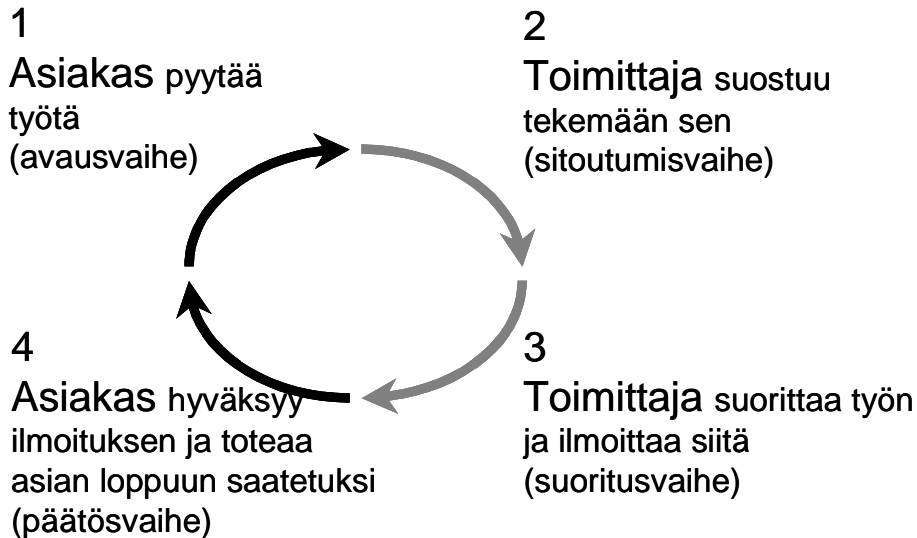 1
Asiakas pyytää
työtä
(avausvaihe)
2
Toimittaja suostuu
tekemään sen
(sitoutumisvaihe)
3
Toimittaja suorittaa työn
ja ilmoittaa siitä
(suoritusvaihe)
4
Asiakas hyväksyy
ilmoituksen ja toteaa
asian loppuun saatetuksi
(päätösvaihe)